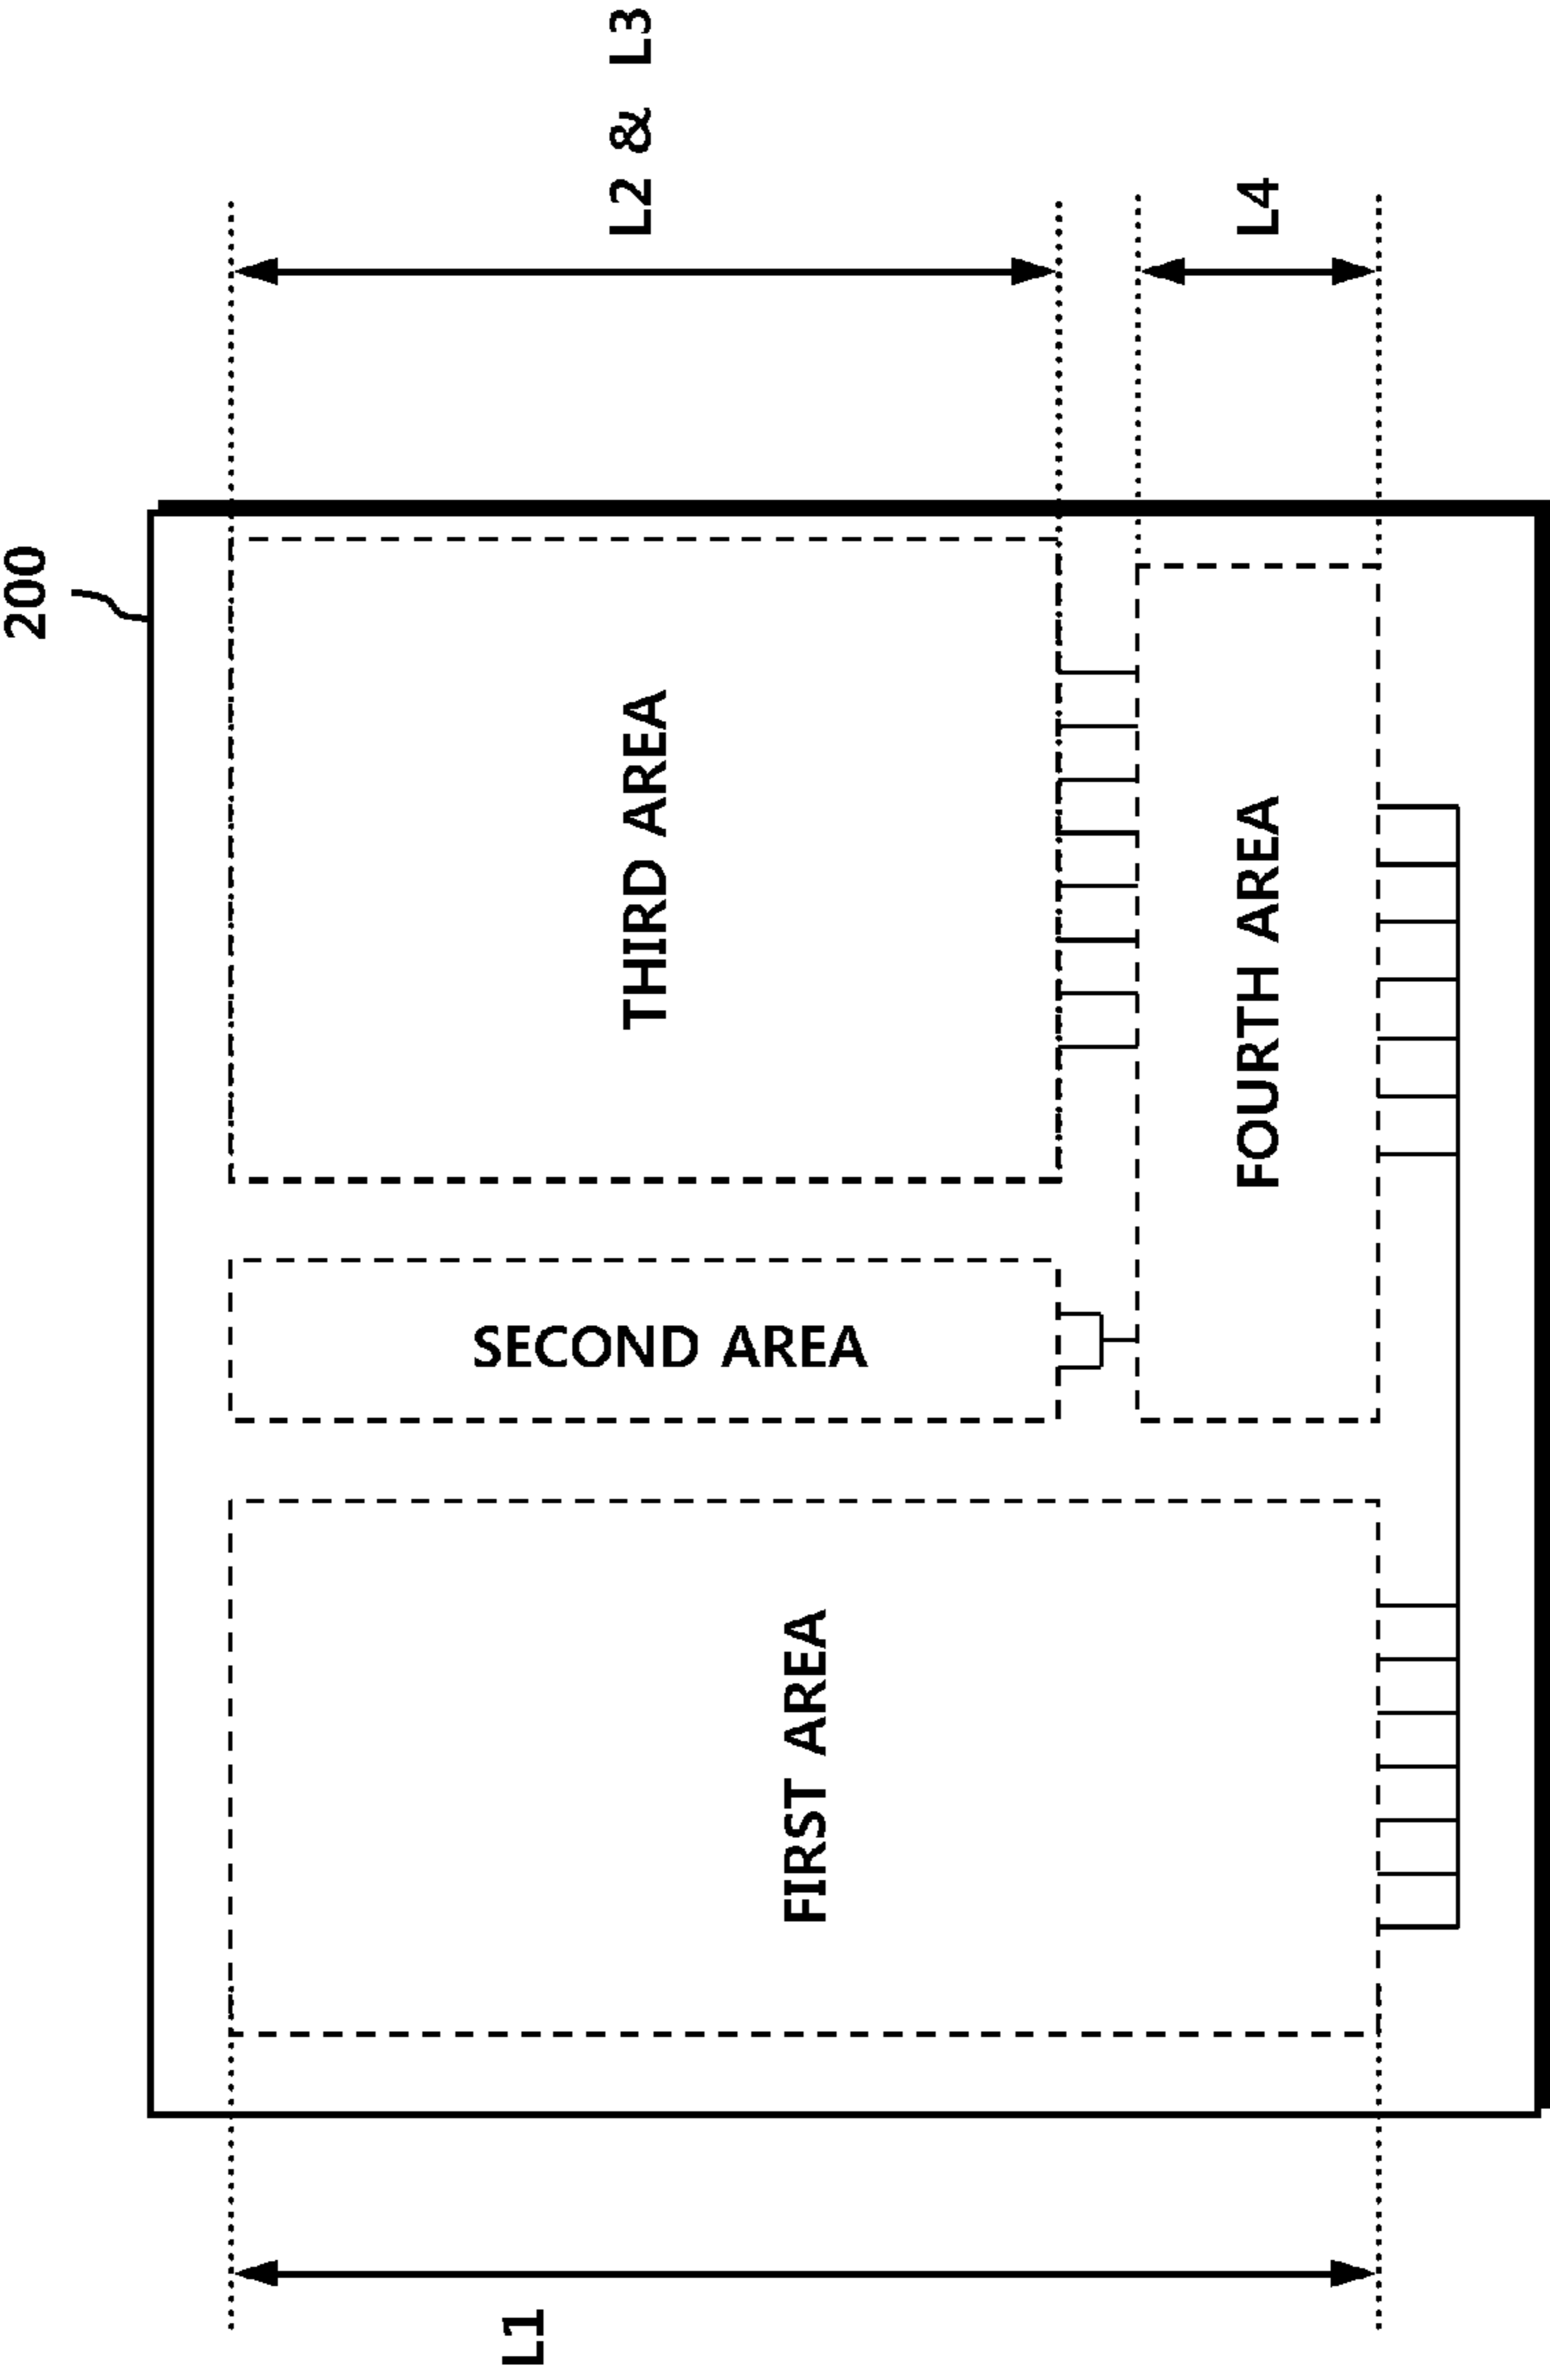 200
L1
FIRST AREA
SECOND AREA
THIRD AREA
FOURTH AREA
L2 & L3
L4